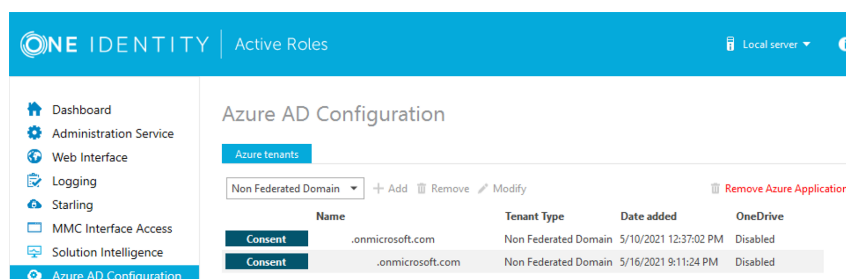 ONE IDENTITY Active Roles Local server
Dashboard
Administration Service
Web Interface
Logging
Starling
MMC Interface Access
Solution Intelligence
Azure AD Configuration
Azure AD Configuration
Azure tenants
Non Federated Domain + Add Remove Modify Remove Azure Application
Name Tenant Type Date added OneDrive
Consent .onmicrosoft.com Non Federated Domain 5/10/2021 12:37:02 PM Disabled
Consent .onmicrosoft.com Non Federated Domain 5/16/2021 9:11:24 PM Disabled